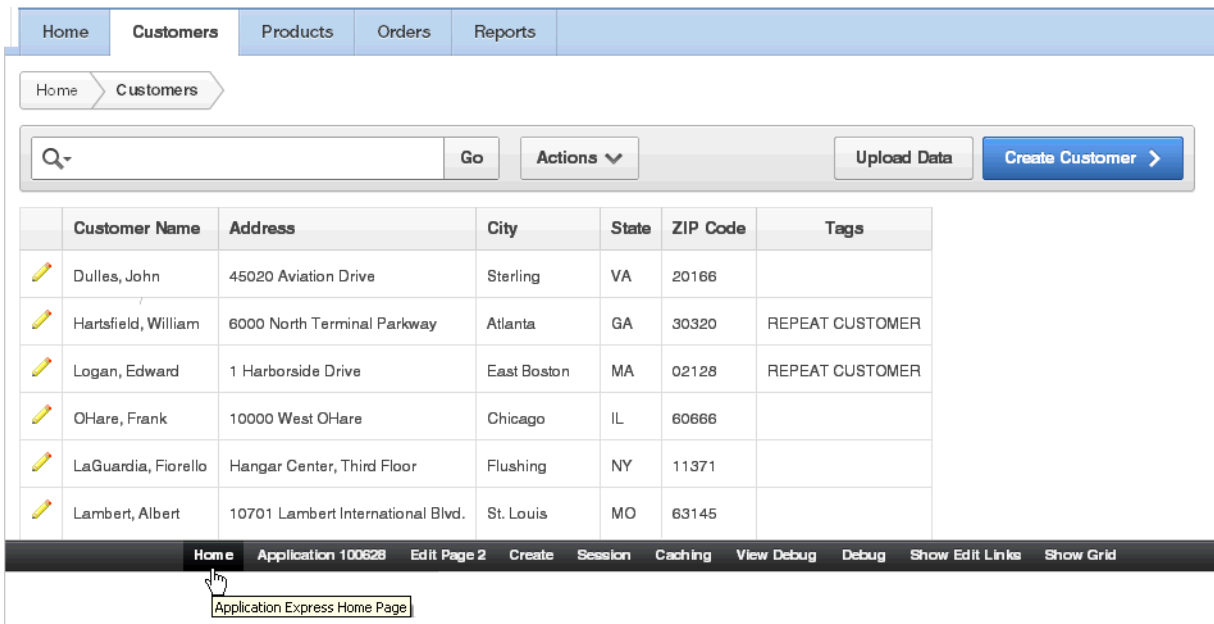 Home Customers Products Orders Reports
Home Customers
Go Actions Upload Data Create Customer
Customer Name Address City State ZIP Code Tags
Dulles, John 45020 Aviation Drive Sterling VA 20166
Hartsfield, William 6000 North Terminal Parkway Atlanta GA 30320 REPEAT CUSTOMER
Logan, Edward 1 Harborside Drive East Boston MA 02128 REPEAT CUSTOMER
OHare, Frank 10000 West OHare Chicago IL 60666
LaGuardia, Fiorello Hangar Center, Third Floor Flushing NY 11371
Lambert, Albert 10701 Lambert International Blvd. St. Louis MO 63145
Home Application 100628 Edit Page 2 Create Session Caching View Debug Debug Show Edit Links Show Grid
Application Express Home Page